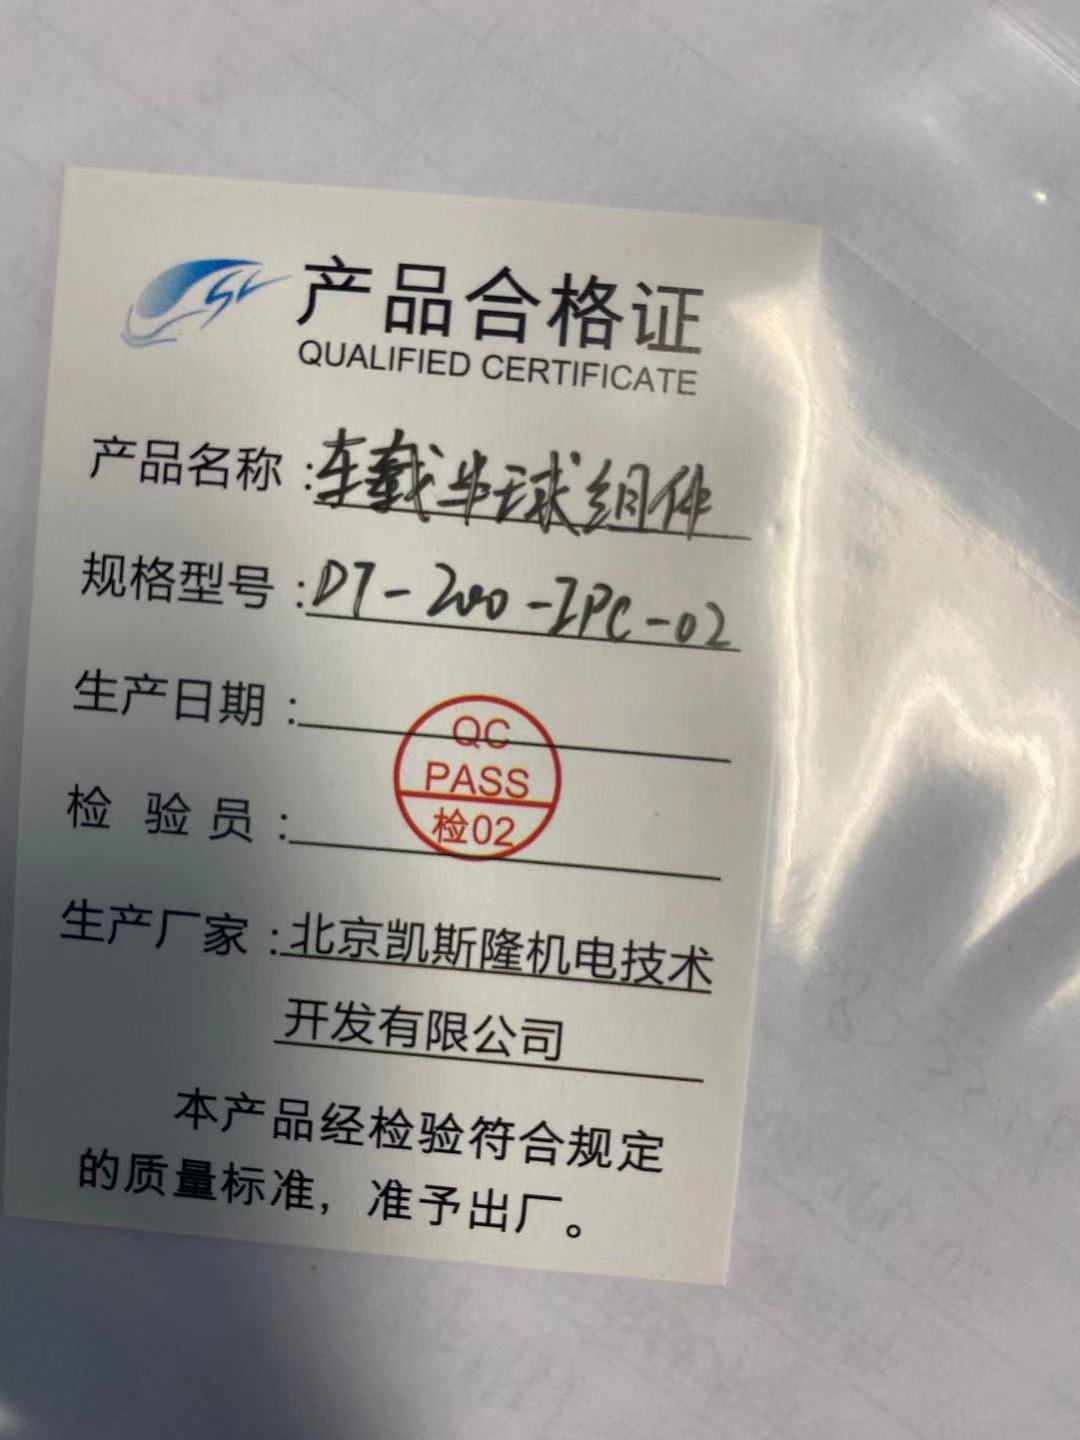 产品合格证
QUALIFIED CERTIFICATE
产品名称：车载半球组件
规格型号：DT-200-IPC-02
生产日期：
QC
PASS
检02
检验员：
生产厂家：北京凯斯隆机电技术
开发有限公司
本产品经检验符合规定
的质量标准，准予出厂。